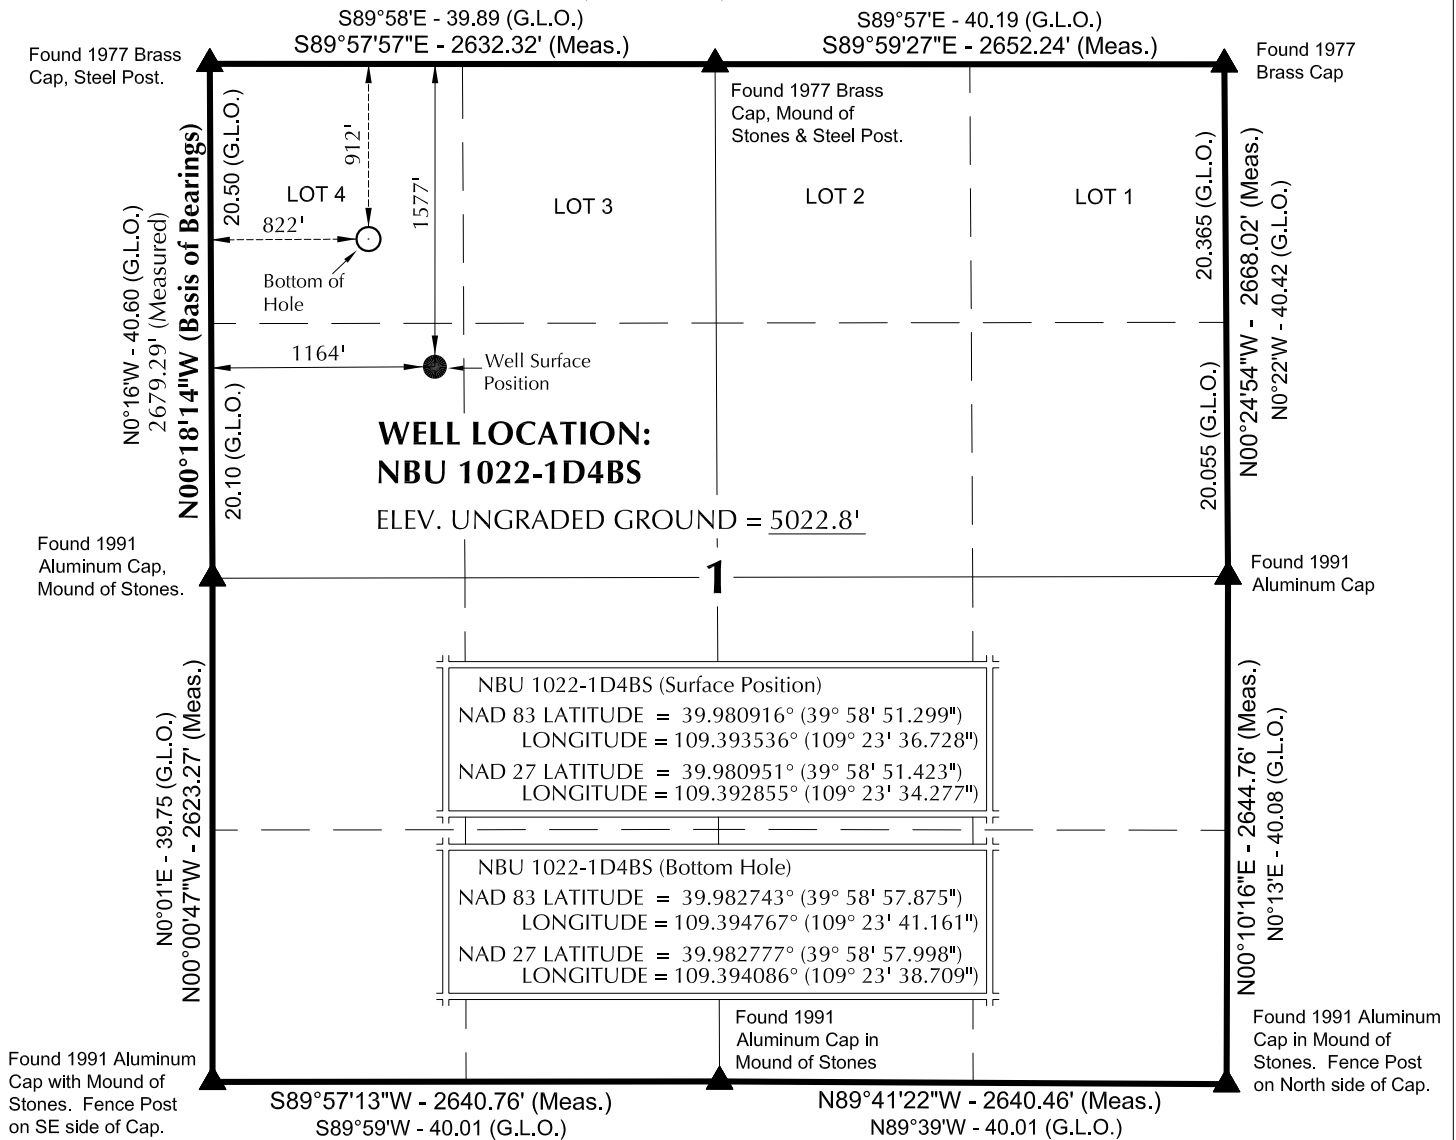 S89°58'E - 39.89 (G.L.O.)
S89°57'57"E - 2632.32' (Meas.)
S89°57'E - 40.19 (G.L.O.)
S89°59'27"E - 2652.24' (Meas.)
Found 1977 Brass
Cap, Steel Post.
Found 1977 Brass
Cap, Mound of
Stones & Steel Post.
Found 1977
Brass Cap
N0°16'W - 40.60 (G.L.O.)
2679.29' (Measured)
N00°18'14"W (Basis of Bearings)
20.50 (G.L.O.)
20.10 (G.L.O.)
912'
1577'
LOT 4
LOT 3
LOT 2
LOT 1
822'
Bottom of
Hole
1164'
Well Surface
Position
20.365 (G.L.O.)
20.055 (G.L.O.)
N00°24'54"W - 2668.02' (Meas.)
N0°22'W - 40.42 (G.L.O.)
WELL LOCATION:
NBU 1022-1D4BS
ELEV. UNGRADED GROUND = 5022.8'
Found 1991
Aluminum Cap,
Mound of Stones.
1
Found 1991
Aluminum Cap
N0°01'E - 39.75 (G.L.O.)
N00°00'47"W - 2623.27' (Meas.)
NBU 1022-1D4BS (Surface Position)
NAD 83 LATITUDE = 39.980916° (39° 58' 51.299")
LONGITUDE = 109.393536° (109° 23' 36.728")
NAD 27 LATITUDE = 39.980951° (39° 58' 51.423")
LONGITUDE = 109.392855° (109° 23' 34.277")
NBU 1022-1D4BS (Bottom Hole)
NAD 83 LATITUDE = 39.982743° (39° 58' 57.875")
LONGITUDE = 109.394767° (109° 23' 41.161")
NAD 27 LATITUDE = 39.982777° (39° 58' 57.998")
LONGITUDE = 109.394086° (109° 23' 38.709")
N00°10'16"E - 2644.76' (Meas.)
N0°13'E - 40.08 (G.L.O.)
Found 1991 Aluminum
Cap with Mound of
Stones. Fence Post
on SE side of Cap.
Found 1991
Aluminum Cap in
Mound of Stones
Found 1991 Aluminum
Cap in Mound of
Stones. Fence Post
on North side of Cap.
S89°57'13"W - 2640.76' (Meas.)
S89°59'W - 40.01 (G.L.O.)
N89°41'22"W - 2640.46' (Meas.)
N89°39'W - 40.01 (G.L.O.)